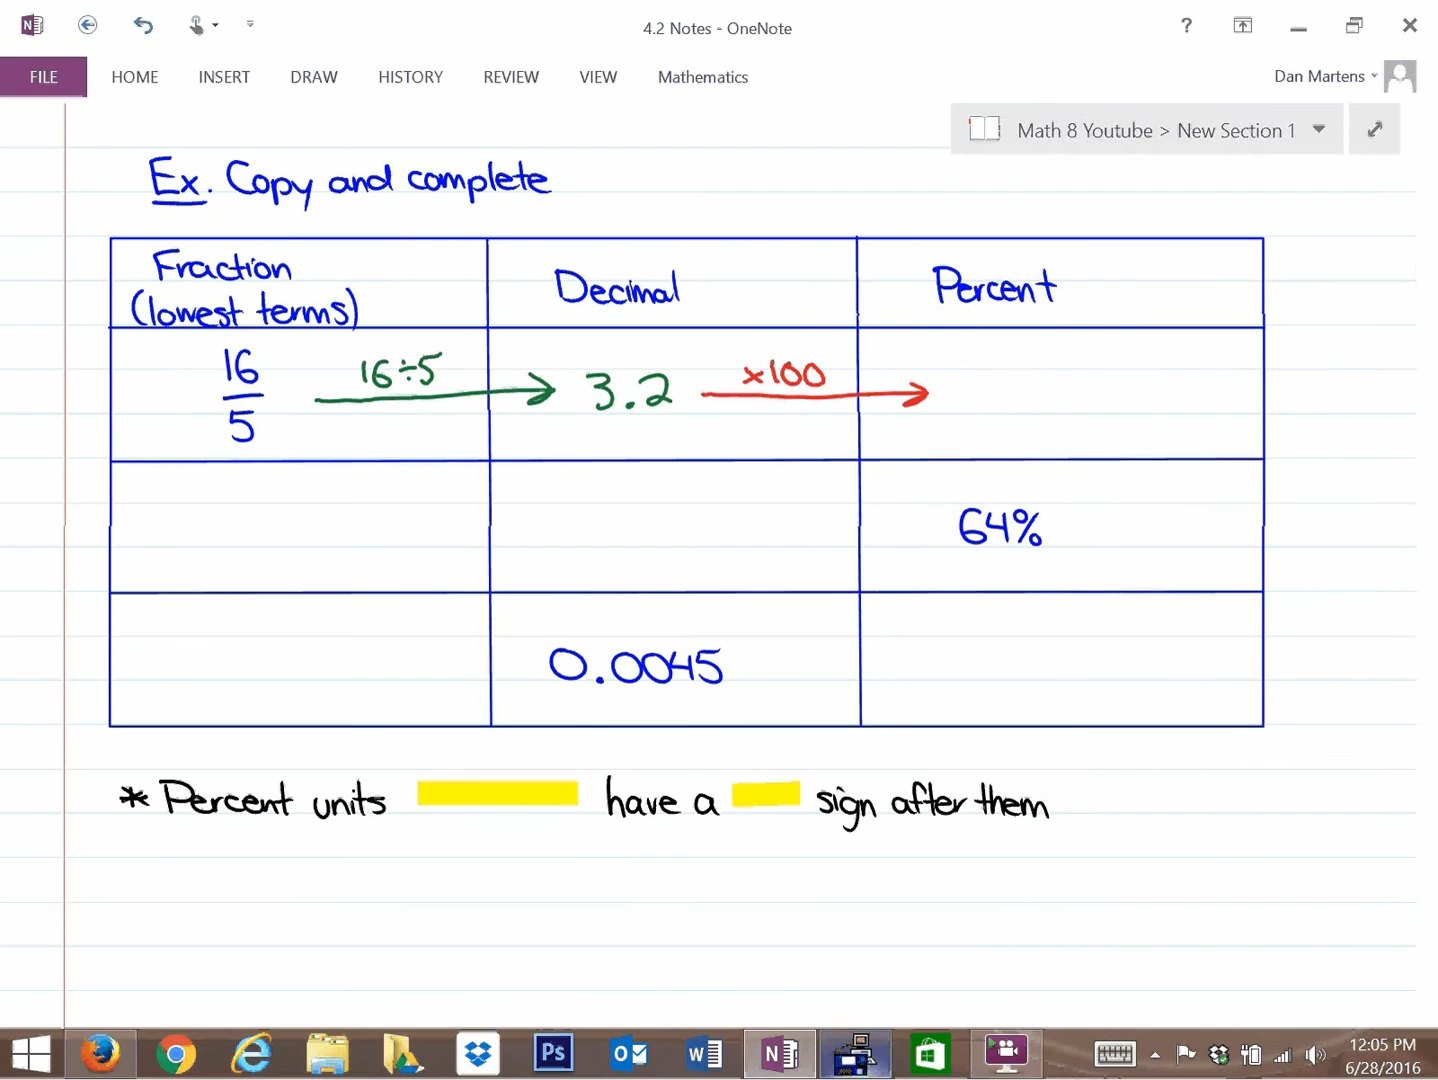 4.2 Notes - OneNote
?
FILE HOME INSERT DRAW HISTORY REVIEW VIEW Mathematics
Dan Martens
Math 8 Youtube > New Section 1
Ex. Copy and complete
Fraction
(lowest terms)
Decimal
Percent
16
5
16÷5
3.2
×100
64%
0.0045
* Percent units have a sign after them
Ps
12:05 PM
6/28/2016